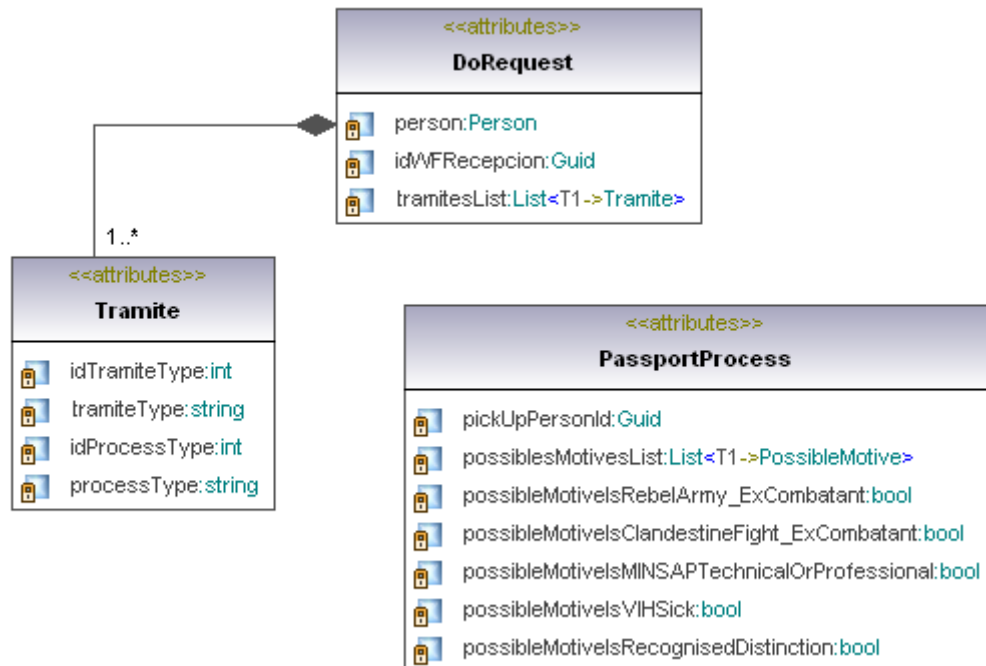 <<attributes>>
DoRequest
person:Person
idWFRecepcion:Guid
tramitesList:List<T1->Tramite>
1..*
<<attributes>>
Tramite
idTramiteType:int
tramiteType:string
idProcessType:int
processType:string
<<attributes>>
PassportProcess
pickUpPersonId:Guid
possiblesMotivesList:List<T1->PossibleMotive>
possibleMotiveIsRebelArmy_ExCombatant:bool
possibleMotiveIsClandestineFight_ExCombatant:bool
possibleMotiveIsMINSAPTechnicalOrProfessional:bool
possibleMotiveIsVIHSick:bool
possibleMotiveIsRecognisedDistinction:bool